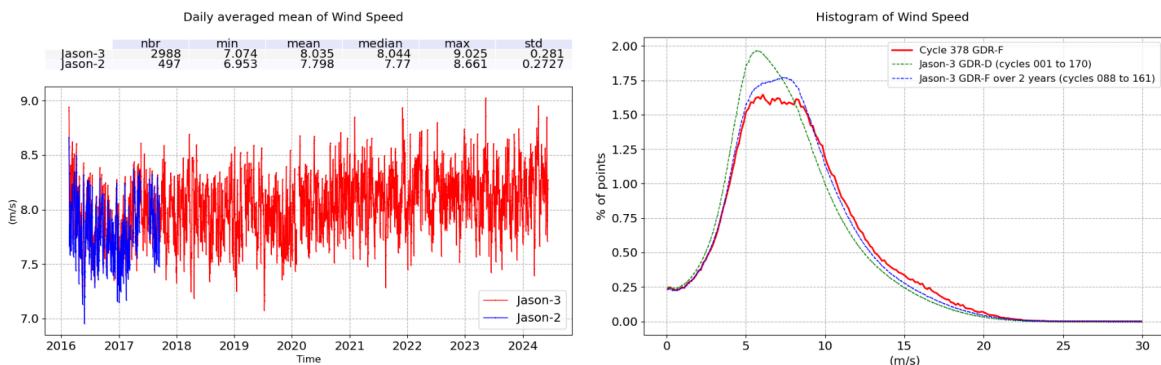 Daily averaged mean of Wind Speed
nbr min mean median max std
Jason-3 2988 7.074 8.035 8.044 9.025 0.281
Jason-2 497 6.953 7.798 7.77 8.661 0.2727
9.0
8.5
8.0
7.5
7.0
(m/s)
Jason-3
Jason-2
2016 2017 2018 2019 2020 2021 2022 2023 2024
Time
Histogram of Wind Speed
2.00
1.75
1.50
1.25
1.00
0.75
0.50
0.25
0.00
% of points
Cycle 378 GDR-F
Jason-3 GDR-D (cycles 001 to 170)
Jason-3 GDR-F over 2 years (cycles 088 to 161)
0 5 10 15 20 25 30
(m/s)